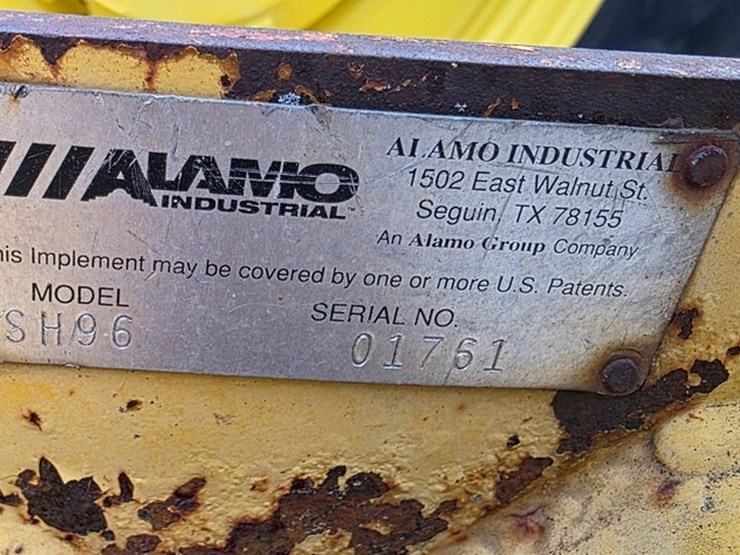 ALAMO
INDUSTRIAL™
ALAMO INDUSTRIAL
1502 East Walnut St.
Seguin, TX 78155
An Alamo Group Company
his Implement may be covered by one or more U.S. Patents.
MODEL
SERIAL NO.
SH96
01761